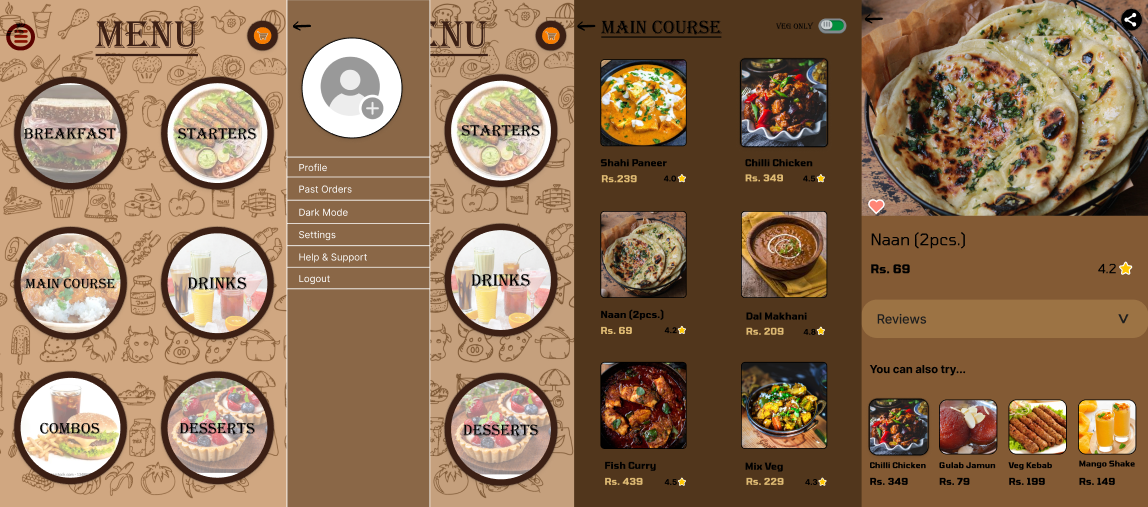 MENU
BREAKFAST
STARTERS
MAIN COURSE
DRINKS
COMBOS
DESSERTS
Profile
Past Orders
Dark Mode
Settings
Help & Support
Logout
ENU
STARTERS
DRINKS
DESSERTS
MAIN COURSE
VEG ONLY
Shahi Paneer
Rs.239
4.0
Chilli Chicken
Rs. 349
4.5
Naan (2pcs.)
Rs. 69
4.2
Dal Makhani
Rs. 209
4.8
Fish Curry
Rs. 439
4.5
Mix Veg
Rs. 229
4.3
Naan (2pcs.)
Rs. 69
4.2
Reviews V
You can also try...
Chilli Chicken
Rs. 349
Gulab Jamun
Rs. 79
Veg Kebab
Rs. 199
Mango Shake
Rs. 149